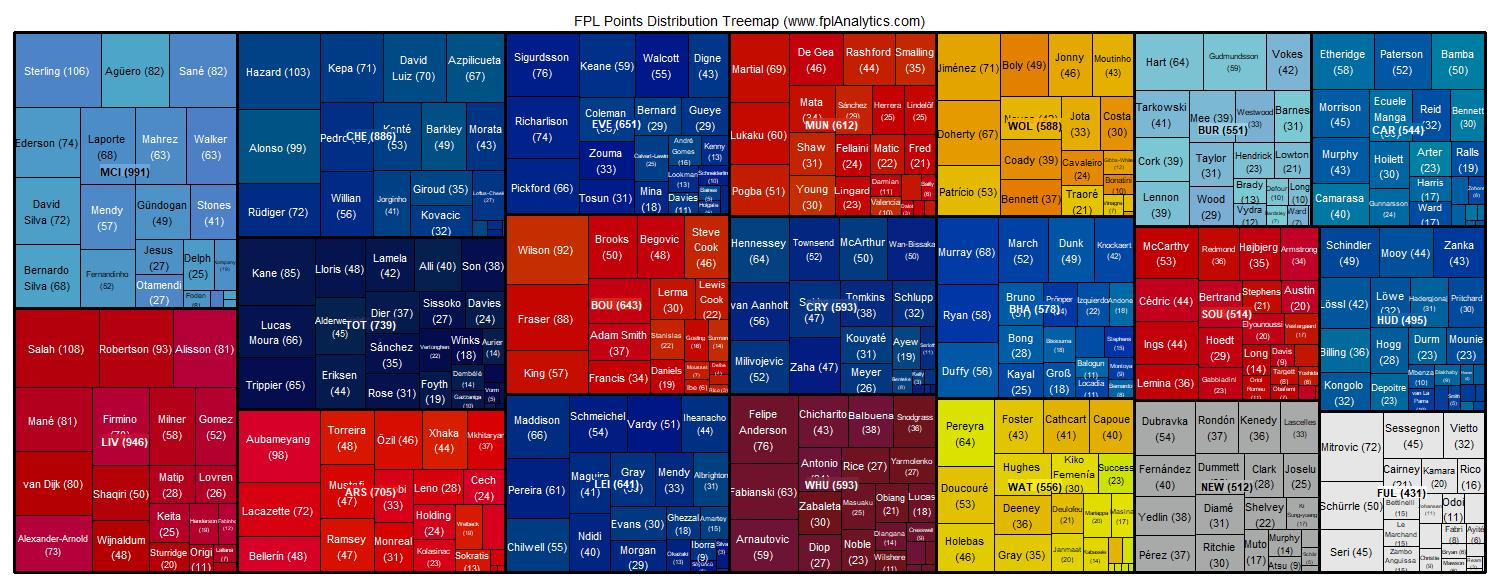 FPL Points Distribution Treemap (www.fplAnalytics.com)
Sterling (106)
Agüero (82)
Sané (82)
Ederson (74)
Laporte
(68)
Mahrez
(63)
Walker
(63)
MCI (991)
David
Silva (72)
Mendy
(57)
Gündogan
(49)
Stones
(41)
Bernardo
Silva (68)
Fernandinho
(52)
Jesus
(27)
Delph
(25)
Kompany
(19)
Otamendi
(27)
Foden
(8)
Salah (108)
Robertson (93)
Alisson (81)
Mané (81)
Firmino
Milner
(58)
Gomez
(52)
LIV (946)
van Dijk (80)
Shaqiri (50)
Matip
(28)
Lovren
(26)
Alexander-Arnold
(73)
Wijnaldum
(48)
Keita
(25)
Henderson
(19)
Fabinho
(12)
Sturridge
(20)
Origi
(11)
Lallana
(7)
Hazard (103)
Kepa (71)
David
Luiz (70)
Azpilicueta
(67)
Alonso (99)
Pedro
CHE (886)
Kanté
(53)
Barkley
(49)
Morata
(43)
Rüdiger (72)
Willian
(56)
Jorginho
(41)
Giroud (35)
Loftus-Cheek
(27)
Kovacic
(32)
Kane (85)
Lloris (48)
Lamela
(42)
Alli (40)
Son (38)
Lucas
Moura (66)
Alderweireld
(45)
TOT (739)
Dier (37)
Sissoko
(27)
Davies
(24)
Sánchez
(35)
Vertonghen
(22)
Winks
(18)
Aurier
(14)
Trippier (65)
Eriksen
(44)
Rose (31)
Foyth
(19)
Dembélé
(14)
Gazzaniga
(10)
Vorm
(5)
Aubameyang
(98)
Torreira
(48)
Özil (46)
Xhaka
(44)
Mkhitaryan
(37)
Lacazette (72)
Mustafi
(47)
ARS (705)
(33)
Leno (28)
Cech
(24)
Bellerín (48)
Ramsey
(47)
Monreal
(31)
Holding
(24)
Welbeck
(19)
Kolasinac
(23)
Sokratis
(13)
Sigurdsson
(76)
Keane (59)
Walcott
(55)
Digne
(43)
Richarlison
(74)
Coleman
EVE (651)
Bernard
(29)
Gueye
(29)
Zouma
(33)
Calvert-Lewin
(25)
André
Gomes
(16)
Kenny
(13)
Lookman
(13)
Schneiderlin
(10)
Pickford (66)
Tosun (31)
Mina
(18)
Davies
(11)
Baines
(5)
Holgate
Wilson (92)
Brooks
(50)
Begovic
(48)
Steve
Cook
(46)
Fraser (88)
BOU (643)
Lerma
(30)
Lewis
Cook
(22)
Adam Smith
(37)
Stanislas
(22)
Gosling
(16)
Surman
(14)
King (57)
Francis (34)
Daniels
(19)
Mousset
(7)
Defoe
(4)
Ibe (6)
Rico
(3)
Maddison
(66)
Schmeichel
(54)
Vardy (51)
Iheanacho
(44)
Pereira (61)
Maguire
(41)
LEI (641)
Gray
(33)
Mendy
(33)
Albrighton
(31)
Chilwell (55)
Ndidi
(40)
Evans (30)
Ghezzal
(18)
Amartey
(15)
Morgan
(29)
Okazaki
(13)
Iborra
(9)
Silva
(3)
Simpson
Martial (69)
De Gea
(46)
Rashford
(44)
Smalling
(35)
Lukaku (60)
Mata
(34)
Sánchez
(29)
Herrera
(25)
Lindelöf
(25)
MUN (612)
Shaw
(31)
Fellaini
(24)
Matic
(22)
Fred
(21)
Pogba (51)
Young
(30)
Lingard
(23)
Darmian
(11)
Bailly
(6)
Valencia
(10)
Dalot
(3)
Hennessey
(64)
Townsend
(52)
McArthur
(50)
Wan-Bissaka
(50)
van Aanholt
(56)
(47)
CRY (593)
Tomkins
(38)
Schlupp
(32)
Milivojevic
(52)
Zaha (47)
Kouyaté
(31)
Ayew
(19)
Sorloth
(11)
Meyer
(26)
Benteke
(8)
Kelly
(3)
Felipe
Anderson
(76)
Chicharito
(43)
Balbuena
(38)
Snodgrass
(36)
Fabianski (63)
Antonio
(34)
WHU (593)
Rice (27)
Yarmolenko
(27)
Zabaleta
(30)
Masuaku
(25)
Obiang
(21)
Lucas
(18)
Arnautovic
(59)
Diop
(27)
Noble
(23)
Diangana
(14)
Cresswell
(9)
Wilshere
(11)
Jiménez (71)
Boly (49)
Jonny
(46)
Moutinho
(43)
Doherty (67)
Neves (42)
WOL (588)
Jota
(33)
Costa
(30)
Coady (39)
Cavaleiro
(24)
Gibbs-White
(12)
Bonatini
(10)
Patrício (53)
Bennett (37)
Traoré
(21)
Vinagre
(7)
Murray (68)
March
(52)
Dunk
(49)
Knockaert
(42)
Ryan (58)
Bruno
BHA (578)
Pröpper
(31)
Izquierdo
(20)
Andone
(18)
Bong
(28)
Bissouma
(18)
Stephens
(15)
Duffy (56)
Kayal
(25)
Groß
(18)
Balogun
(11)
Montoya
(9)
Locadia
(11)
Bernardo
(8)
Pereyra
(64)
Foster
(43)
Cathcart
(41)
Capoue
(40)
Doucouré
(53)
Hughes
WAT (556)
Kiko
Femenía
(30)
Success
(23)
Holebas
(46)
Deeney
(36)
Deulofeu
(21)
Mariappa
(20)
Masina
(17)
Gray (35)
Janmaat
(20)
Kabasele
(14)
Hart (64)
Gudmundsson
(59)
Vokes
(42)
Tarkowski
(41)
Mee (39)
BUR (551)
Westwood
(33)
Barnes
(31)
Cork (39)
Taylor
(31)
Hendrick
(23)
Lowton
(21)
Lennon
(39)
Wood
(29)
Brady
(13)
Defour
(10)
Long
(10)
Vydra
(12)
Bardsley
(7)
Ward
(7)
McCarthy
(53)
Redmond
(36)
Højbjerg
(35)
Armstrong
(34)
Cédric (44)
Bertrand
SOU (514)
Stephens
(21)
Austin
(20)
Ings (44)
Hoedt
(29)
Elyounoussi
(20)
Vestergaard
(17)
Lemina (36)
Gabbiadini
(23)
Long
(14)
Davis
(9)
Targett
(8)
Yoshida
(8)
Oriol
Romeu
(11)
Obafemi
(7)
Dubravka
(54)
Rondón
(37)
Kenedy
(36)
Lascelles
(33)
Fernández
(40)
Dummett
NEW (512)
Clark
(28)
Joselu
(25)
Yedlin (38)
Diamé
(31)
Shelvey
(22)
Ki
Sung-yueng
(17)
Pérez (37)
Ritchie
(30)
Muto
(17)
Murphy
(14)
Schär
(5)
Atsu (9)
Etheridge
(58)
Paterson
(52)
Bamba
(50)
Morrison
(45)
Ecuele
Manga
CAR (544)
Reid
(32)
Bennett
(30)
Murphy
(43)
Hoilett
(30)
Arter
(23)
Ralls
(19)
Camarasa
(40)
Gunnarsson
(24)
Harris
(17)
Zohore
(8)
Ward
(17)
Schindler
(49)
Mooy (44)
Zanka
(43)
Lössl (42)
Löwe
(32)
HUD (495)
Hadergjonaj
Pritchard
(30)
Billing (36)
Hogg
(28)
Durm
(23)
Mounie
(23)
Kongolo
(32)
Depoitre
(23)
Mbenza
(10)
Diakhaby
(9)
van La
Parra
(10)
Smith
(5)
Mitrovic (72)
Sessegnon
(45)
Vietto
(32)
Schürrle (50)
Cairney
(21)
Kamara
(20)
Rico
(16)
FUL (431)
Bettinelli
(15)
Johansen
(11)
Odoi
(11)
Seri (45)
Le
Marchand
(15)
Fabri
(8)
Ayité
(6)
Zambo
Anguissa
(15)
Christie
(9)
Bryan (6)
Mawson
(6)
Ream
(3)